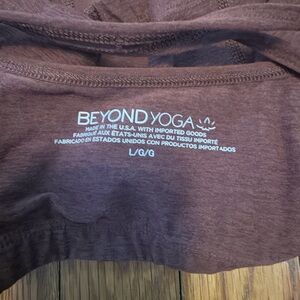 BEYOND YOGA
MADE IN THE U.S.A. WITH IMPORTED GOODS
FABRIQUÉ AUX ÉTATS-UNIS AVEC DU TISSU IMPORTÉ
FABRICADO EN ESTADOS UNIDOS CON PRODUCTOS IMPORTADOS
L/G/G